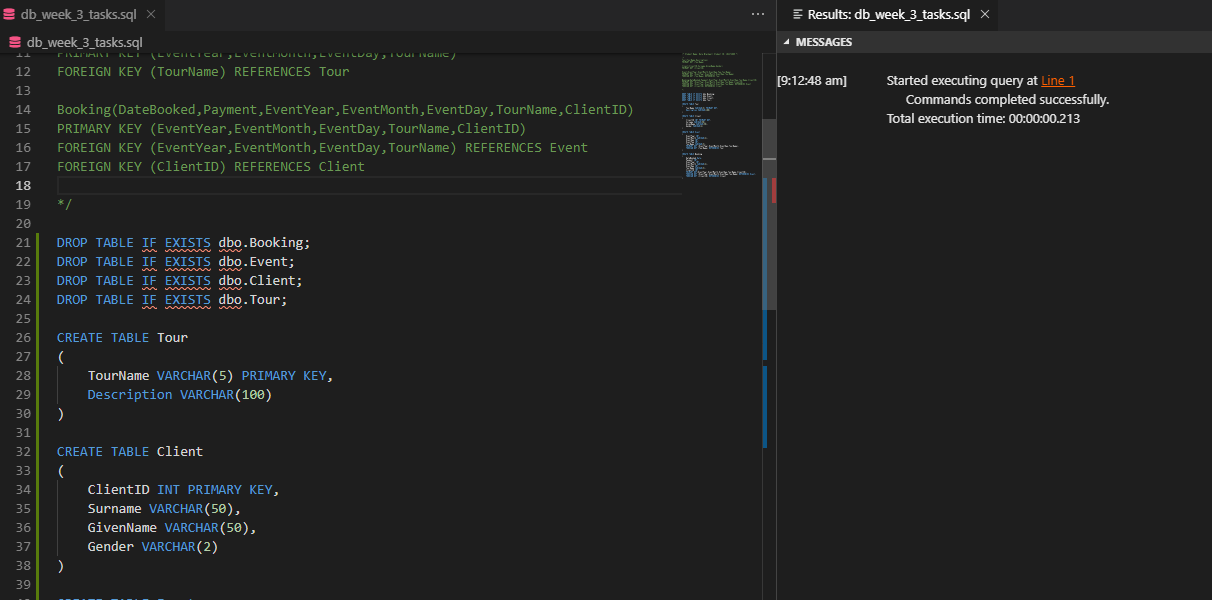 db_week_3_tasks.sql
Results: db_week_3_tasks.sql
db_week_3_tasks.sql
MESSAGES
11 PRIMARY KEY (EventYear,EventMonth,EventDay,TourName)
12 FOREIGN KEY (TourName) REFERENCES Tour
13
14 Booking(DateBooked,Payment,EventYear,EventMonth,EventDay,TourName,ClientID)
15 PRIMARY KEY (EventYear,EventMonth,EventDay,TourName,ClientID)
16 FOREIGN KEY (EventYear,EventMonth,EventDay,TourName) REFERENCES Event
17 FOREIGN KEY (ClientID) REFERENCES Client
18
19 */
20
21 DROP TABLE IF EXISTS dbo.Booking;
22 DROP TABLE IF EXISTS dbo.Event;
23 DROP TABLE IF EXISTS dbo.Client;
24 DROP TABLE IF EXISTS dbo.Tour;
25
26 CREATE TABLE Tour
27 (
28 TourName VARCHAR(5) PRIMARY KEY,
29 Description VARCHAR(100)
30 )
31
32 CREATE TABLE Client
33 (
34 ClientID INT PRIMARY KEY,
35 Surname VARCHAR(50),
36 GivenName VARCHAR(50),
37 Gender VARCHAR(2)
38 )
39
[9:12:48 am] Started executing query at Line 1
Commands completed successfully.
Total execution time: 00:00:00.213